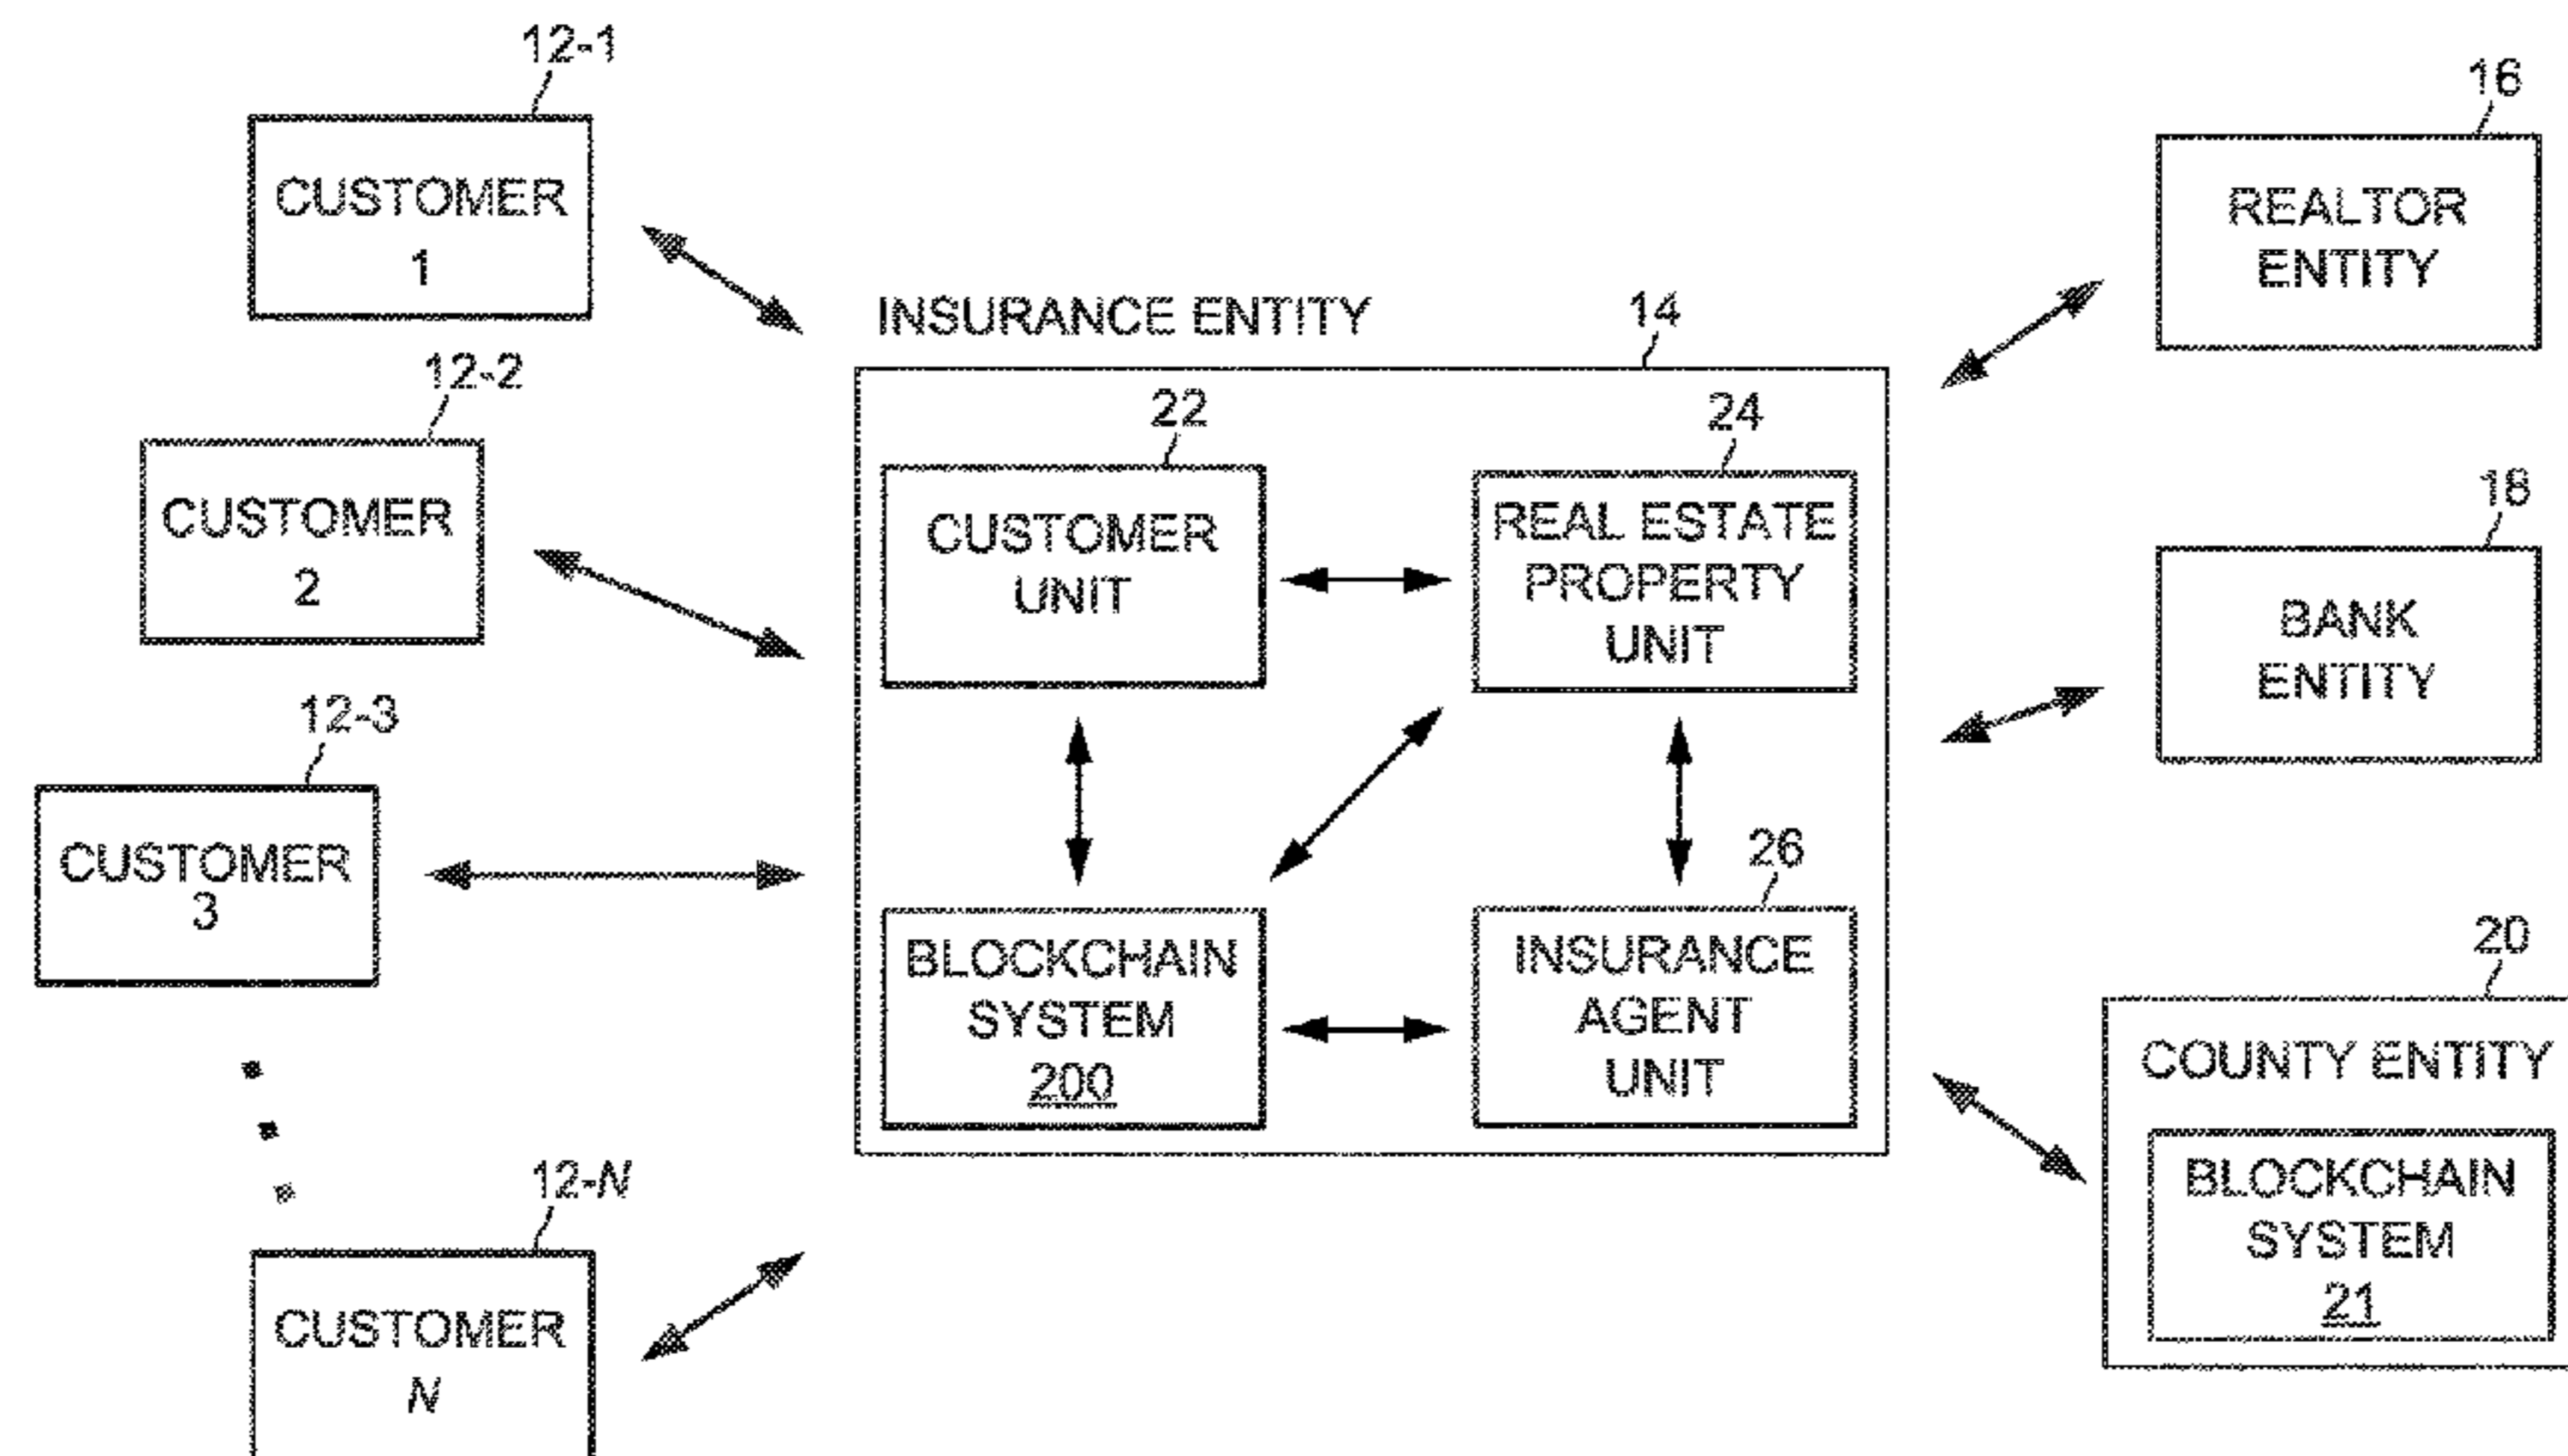 12-1
CUSTOMER
1
12-2
CUSTOMER
2
12-3
CUSTOMER
3
12-N
CUSTOMER
N
INSURANCE ENTITY
14
22
CUSTOMER
UNIT
24
REAL ESTATE
PROPERTY
UNIT
BLOCKCHAIN
SYSTEM
200
26
INSURANCE
AGENT
UNIT
16
REALTOR
ENTITY
18
BANK
ENTITY
20
COUNTY ENTITY
BLOCKCHAIN
SYSTEM
21